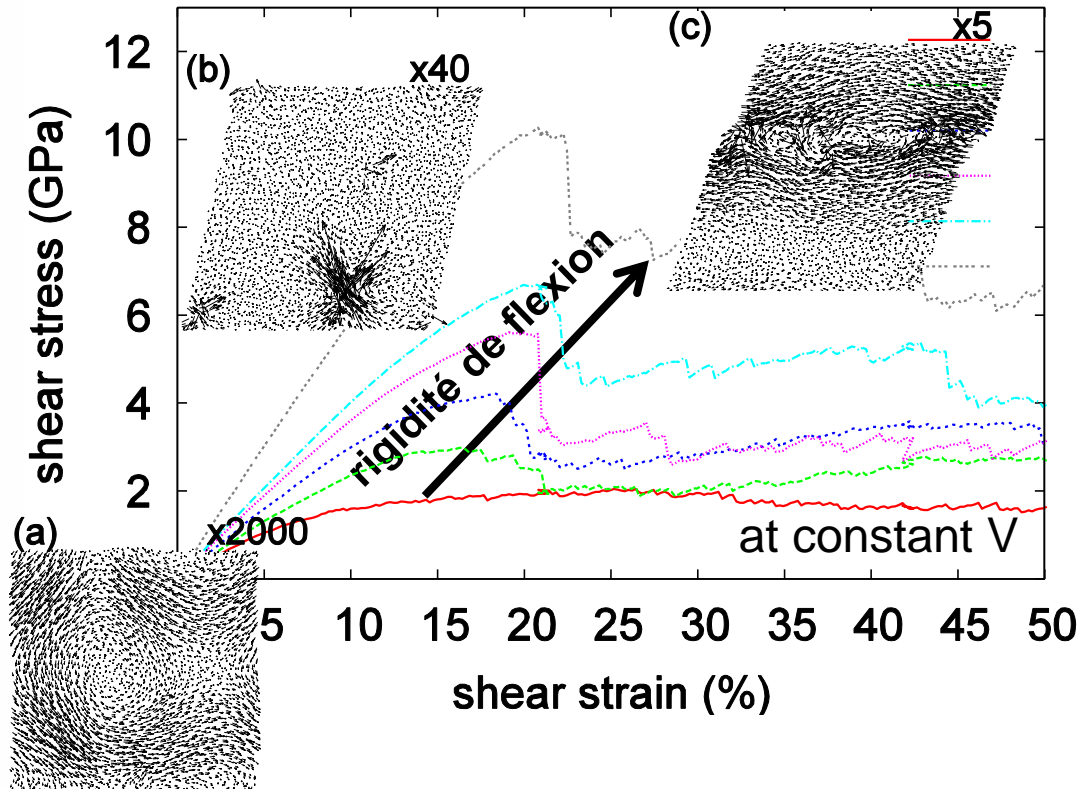 (c)
x5
12
(b)
x40
10
8
6
4
2
shear stress (GPa)
rigidité de flexion
at constant V
(a)
x2000
5
10
15
20
25
30
35
40
45
50
shear strain (%)